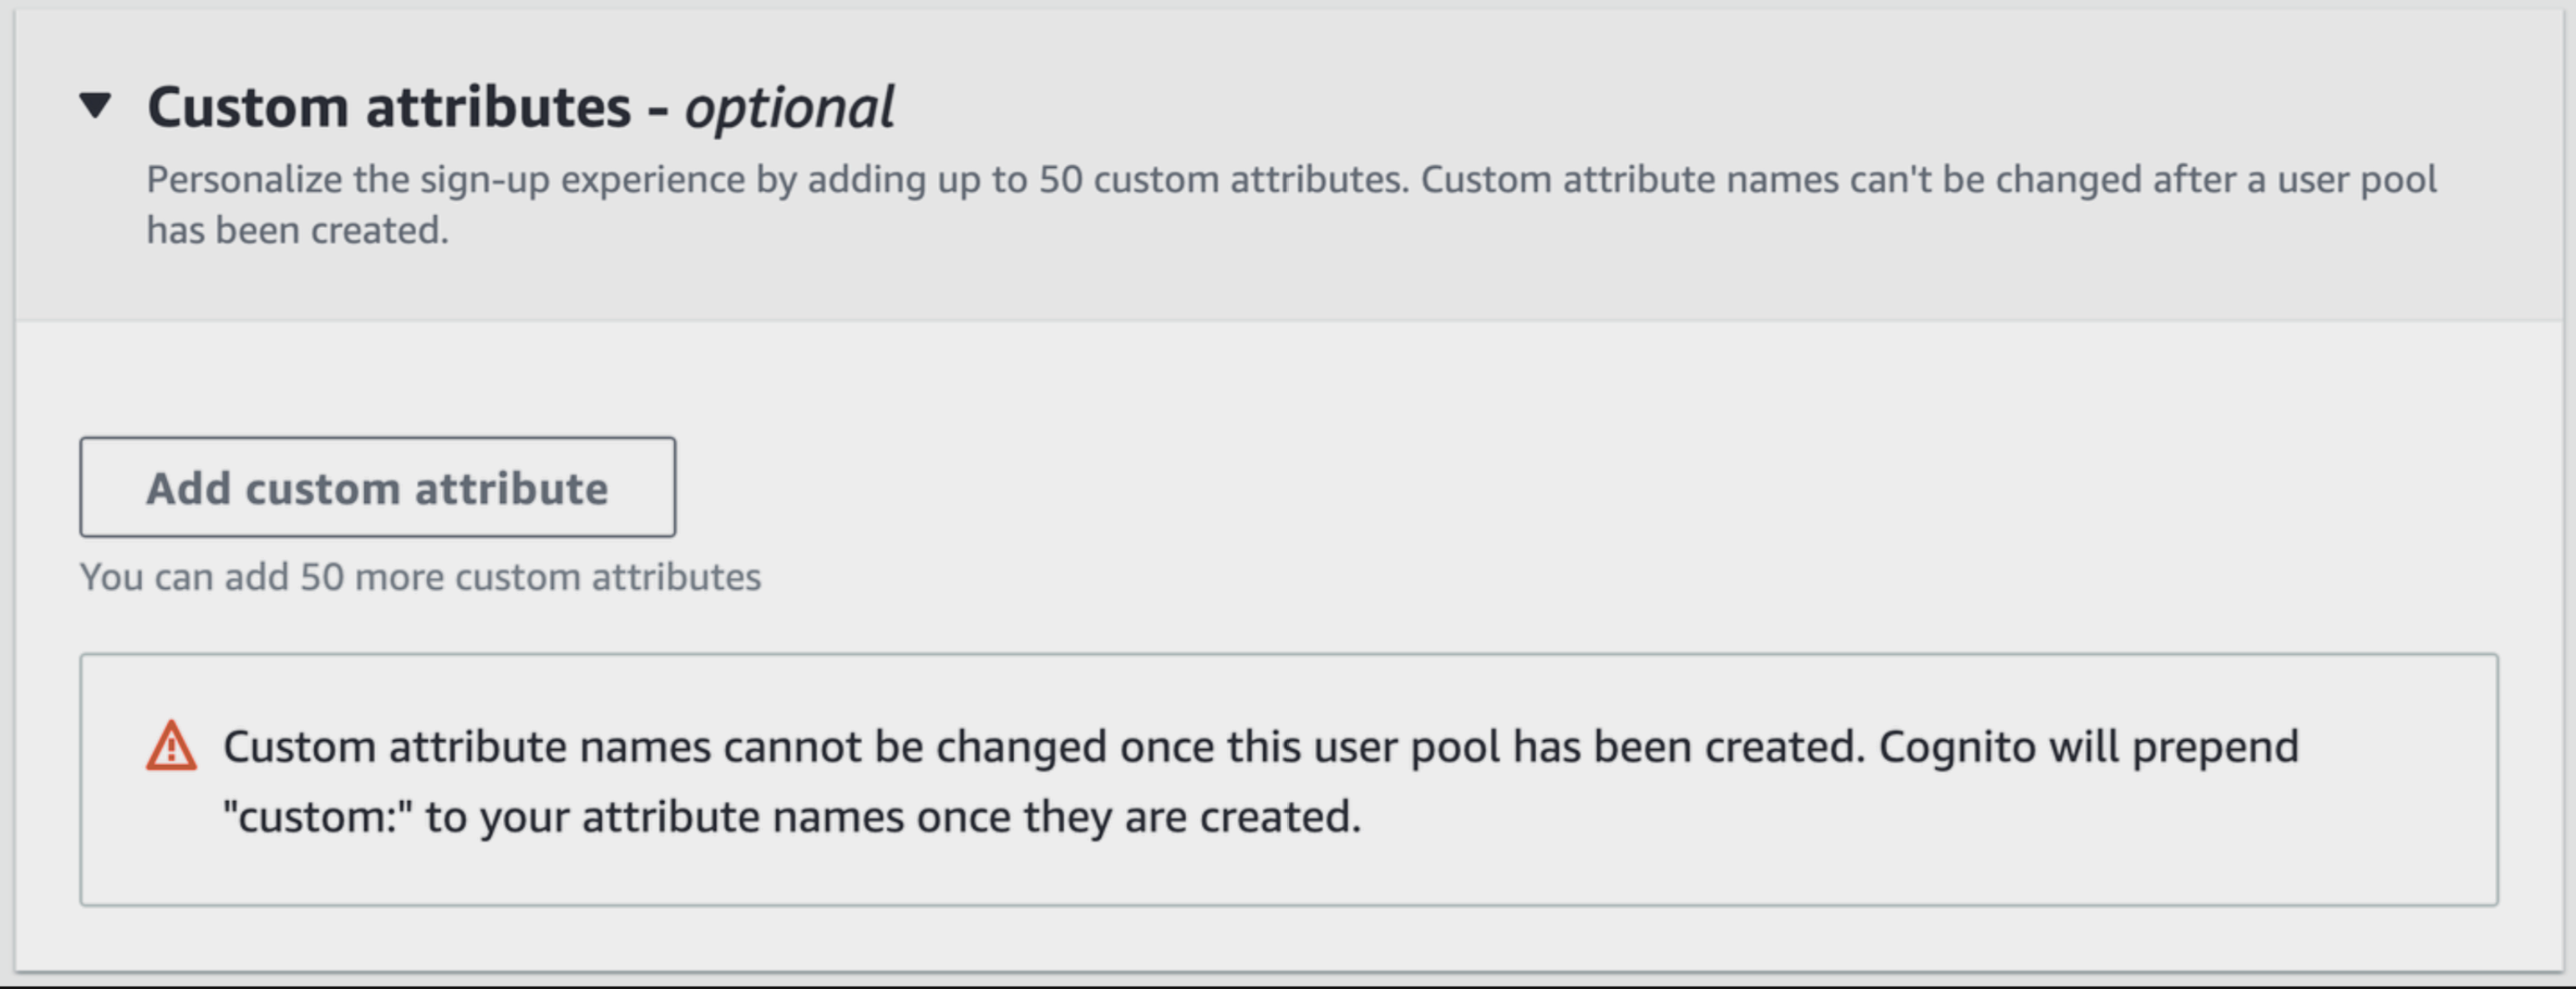 Custom attributes - optional
Personalize the sign-up experience by adding up to 50 custom attributes. Custom attribute names can't be changed after a user pool
has been created.
Add custom attribute
You can add 50 more custom attributes
Custom attribute names cannot be changed once this user pool has been created. Cognito will prepend
"custom:" to your attribute names once they are created.